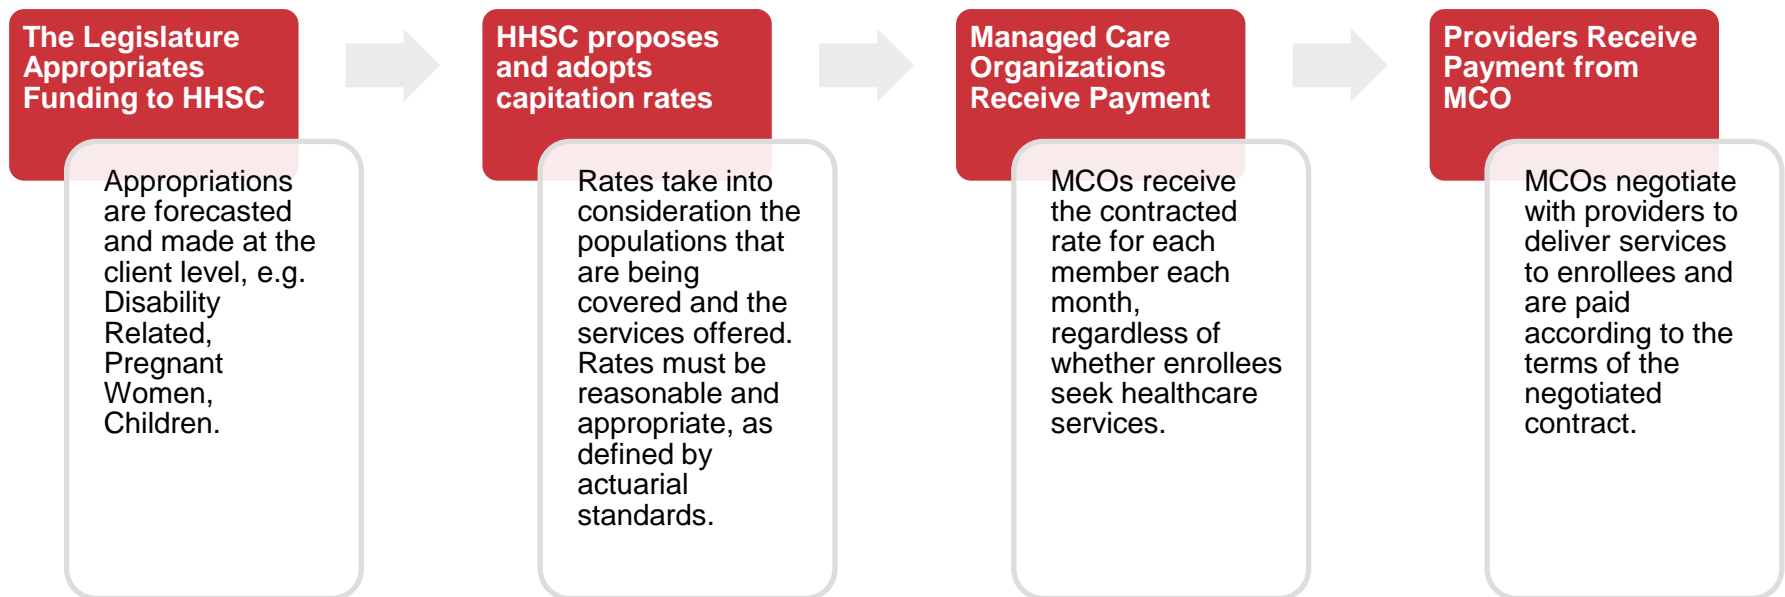 The Legislature
Appropriates
Funding to HHSC
Appropriations
are forecasted
and made at the
client level, e.g.
Disability
Related,
Pregnant
Women,
Children.
HHSC proposes
and adopts
capitation rates
Rates take into
consideration the
populations that
are being
covered and the
services offered.
Rates must be
reasonable and
appropriate, as
defined by
actuarial
standards.
Managed Care
Organizations
Receive Payment
MCOs receive
the contracted
rate for each
member each
month,
regardless of
whether enrollees
seek healthcare
services.
Providers Receive
Payment from
MCO
MCOs negotiate
with providers to
deliver services
to enrollees and
are paid
according to the
terms of the
negotiated
contract.